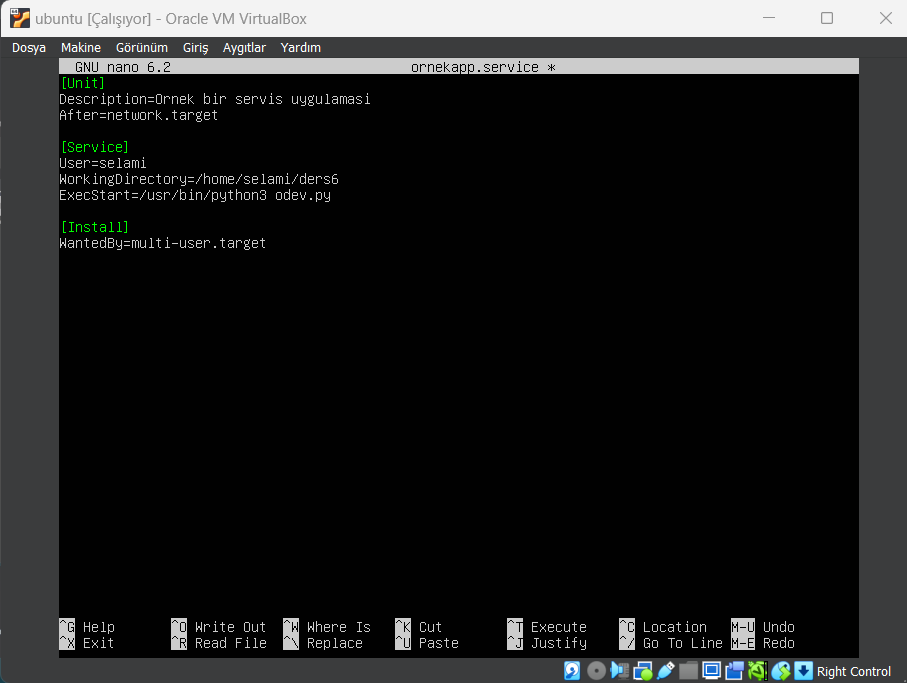 ubuntu [Çalışıyor] - Oracle VM VirtualBox
Dosya Makine Görünüm Giriş Aygıtlar Yardım
GNU nano 6.2 ornekapp.service *
[Unit]
Description=Ornek bir servis uygulamasi
After=network.target
[Service]
User=selami
WorkingDirectory=/home/selami/ders6
ExecStart=/usr/bin/python3 odev.py
[Install]
WantedBy=multi-user.target
^G Help ^O Write Out ^W Where Is ^K Cut ^T Execute ^C Location M-U Undo
^X Exit ^R Read File ^\ Replace ^U Paste ^J Justify ^/ Go To Line M-E Redo
Right Control